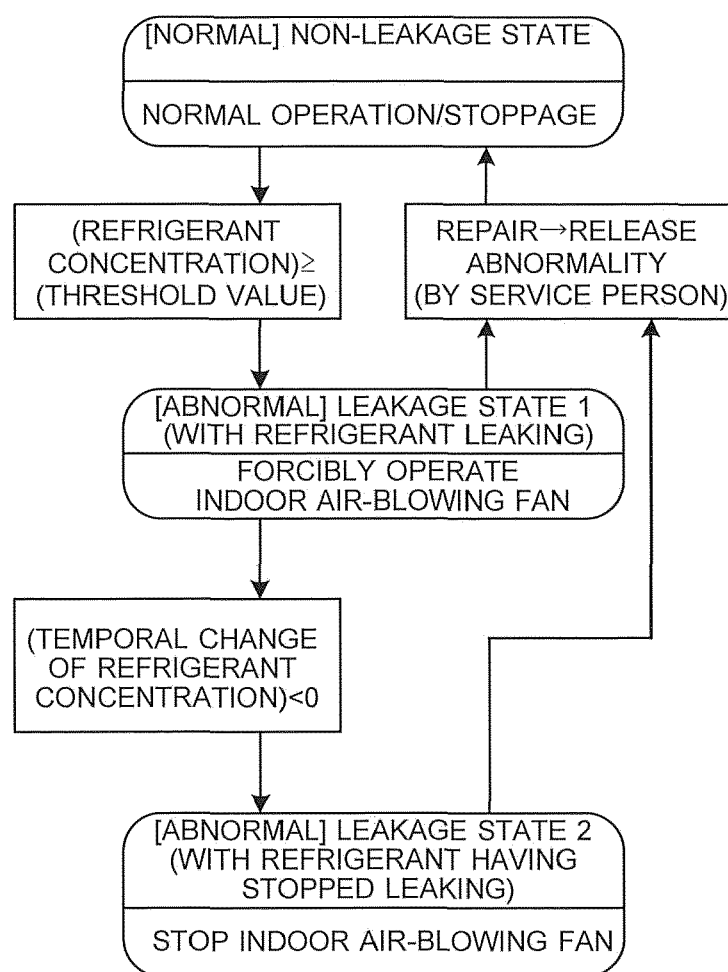 [NORMAL] NON-LEAKAGE STATE
NORMAL OPERATION/STOPPAGE
(REFRIGERANT
CONCENTRATION)≥
(THRESHOLD VALUE)
REPAIR→RELEASE
ABNORMALITY
(BY SERVICE PERSON)
[ABNORMAL] LEAKAGE STATE 1
(WITH REFRIGERANT LEAKING)
FORCIBLY OPERATE
INDOOR AIR-BLOWING FAN
(TEMPORAL CHANGE
OF REFRIGERANT
CONCENTRATION)<0
[ABNORMAL] LEAKAGE STATE 2
(WITH REFRIGERANT HAVING
STOPPED LEAKING)
STOP INDOOR AIR-BLOWING FAN